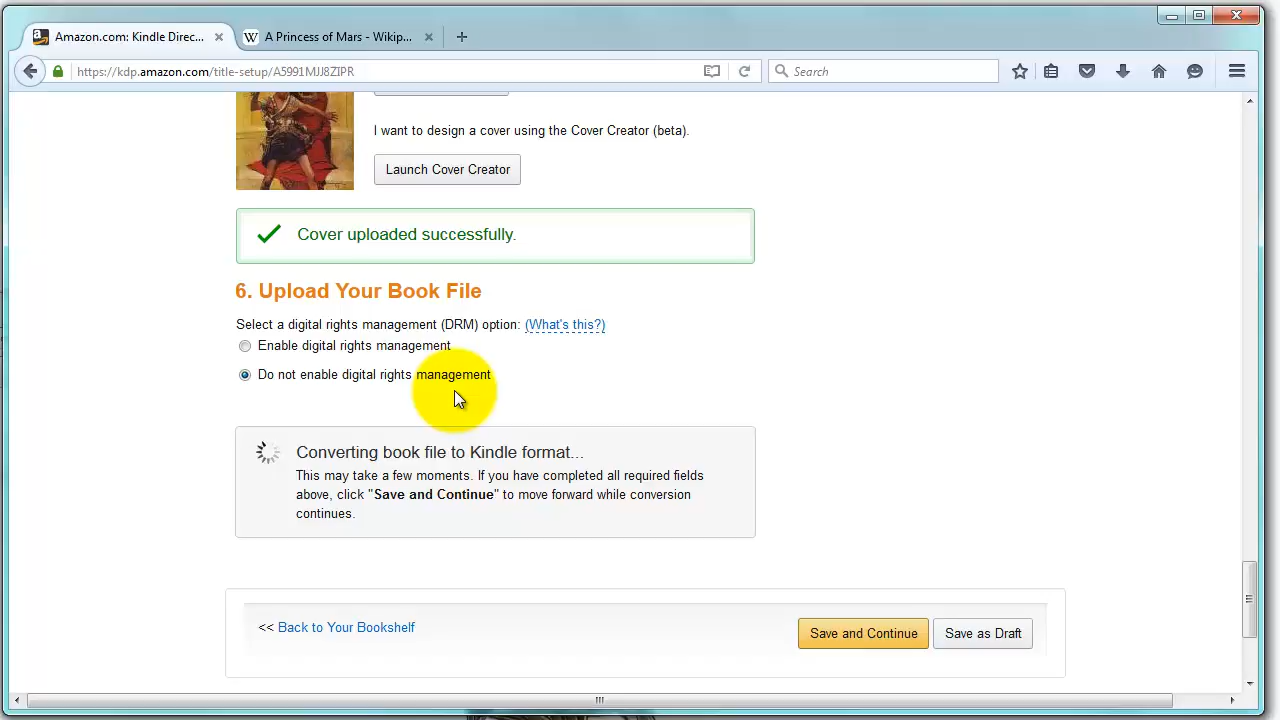 Amazon.com: Kindle Direc...
A Princess of Mars - Wikip...
https://kdp.amazon.com/title-setup/A5991MJJ8ZIPR
Search
I want to design a cover using the Cover Creator (beta).
Launch Cover Creator
Cover uploaded successfully.
6. Upload Your Book File
Select a digital rights management (DRM) option: (What's this?)
Enable digital rights management
Do not enable digital rights management
Converting book file to Kindle format...
This may take a few moments. If you have completed all required fields
above, click "Save and Continue" to move forward while conversion
continues.
<< Back to Your Bookshelf
Save and Continue
Save as Draft